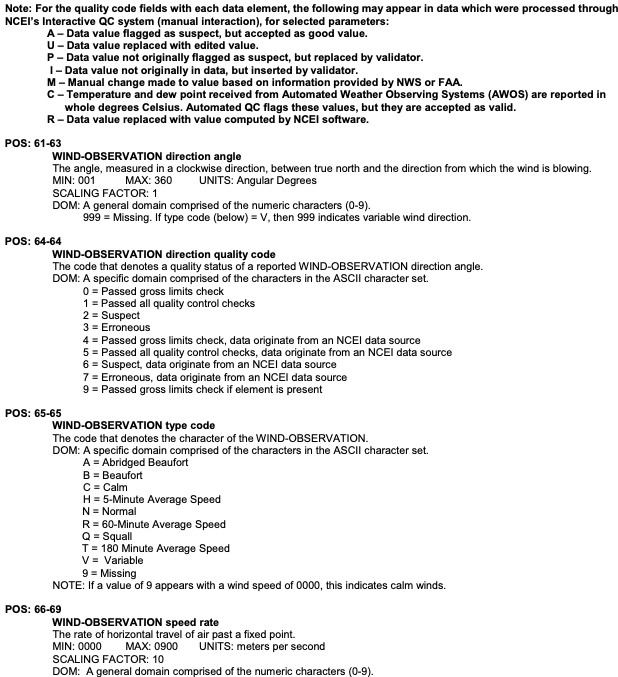 Note: For the quality code fields with each data element, the following may appear in data which were processed through
NCEI's Interactive QC system (manual interaction), for selected parameters:
A – Data value flagged as suspect, but accepted as good value.
U – Data value replaced with edited value.
P – Data value not originally flagged as suspect, but replaced by validator.
I – Data value not originally in data, but inserted by validator.
M – Manual change made to value based on information provided by NWS or FAA.
C – Temperature and dew point received from Automated Weather Observing Systems (AWOS) are reported in
whole degrees Celsius. Automated QC flags these values, but they are accepted as valid.
R – Data value replaced with value computed by NCEI software.
POS: 61-63
WIND-OBSERVATION direction angle
The angle, measured in a clockwise direction, between true north and the direction from which the wind is blowing.
MIN: 001 MAX: 360 UNITS: Angular Degrees
SCALING FACTOR: 1
DOM: A general domain comprised of the numeric characters (0-9).
999 = Missing. If type code (below) = V, then 999 indicates variable wind direction.
POS: 64-64
WIND-OBSERVATION direction quality code
The code that denotes a quality status of a reported WIND-OBSERVATION direction angle.
DOM: A specific domain comprised of the characters in the ASCII character set.
0 = Passed gross limits check
1 = Passed all quality control checks
2 = Suspect
3 = Erroneous
4 = Passed gross limits check, data originate from an NCEI data source
5 = Passed all quality control checks, data originate from an NCEI data source
6 = Suspect, data originate from an NCEI data source
7 = Erroneous, data originate from an NCEI data source
9 = Passed gross limits check if element is present
POS: 65-65
WIND-OBSERVATION type code
The code that denotes the character of the WIND-OBSERVATION.
DOM: A specific domain comprised of the characters in the ASCII character set.
A = Abridged Beaufort
B = Beaufort
C = Calm
H = 5-Minute Average Speed
N = Normal
R = 60-Minute Average Speed
Q = Squall
T = 180 Minute Average Speed
V = Variable
9 = Missing
NOTE: If a value of 9 appears with a wind speed of 0000, this indicates calm winds.
POS: 66-69
WIND-OBSERVATION speed rate
The rate of horizontal travel of air past a fixed point.
MIN: 0000 MAX: 0900 UNITS: meters per second
SCALING FACTOR: 10
DOM: A general domain comprised of the numeric characters (0-9).